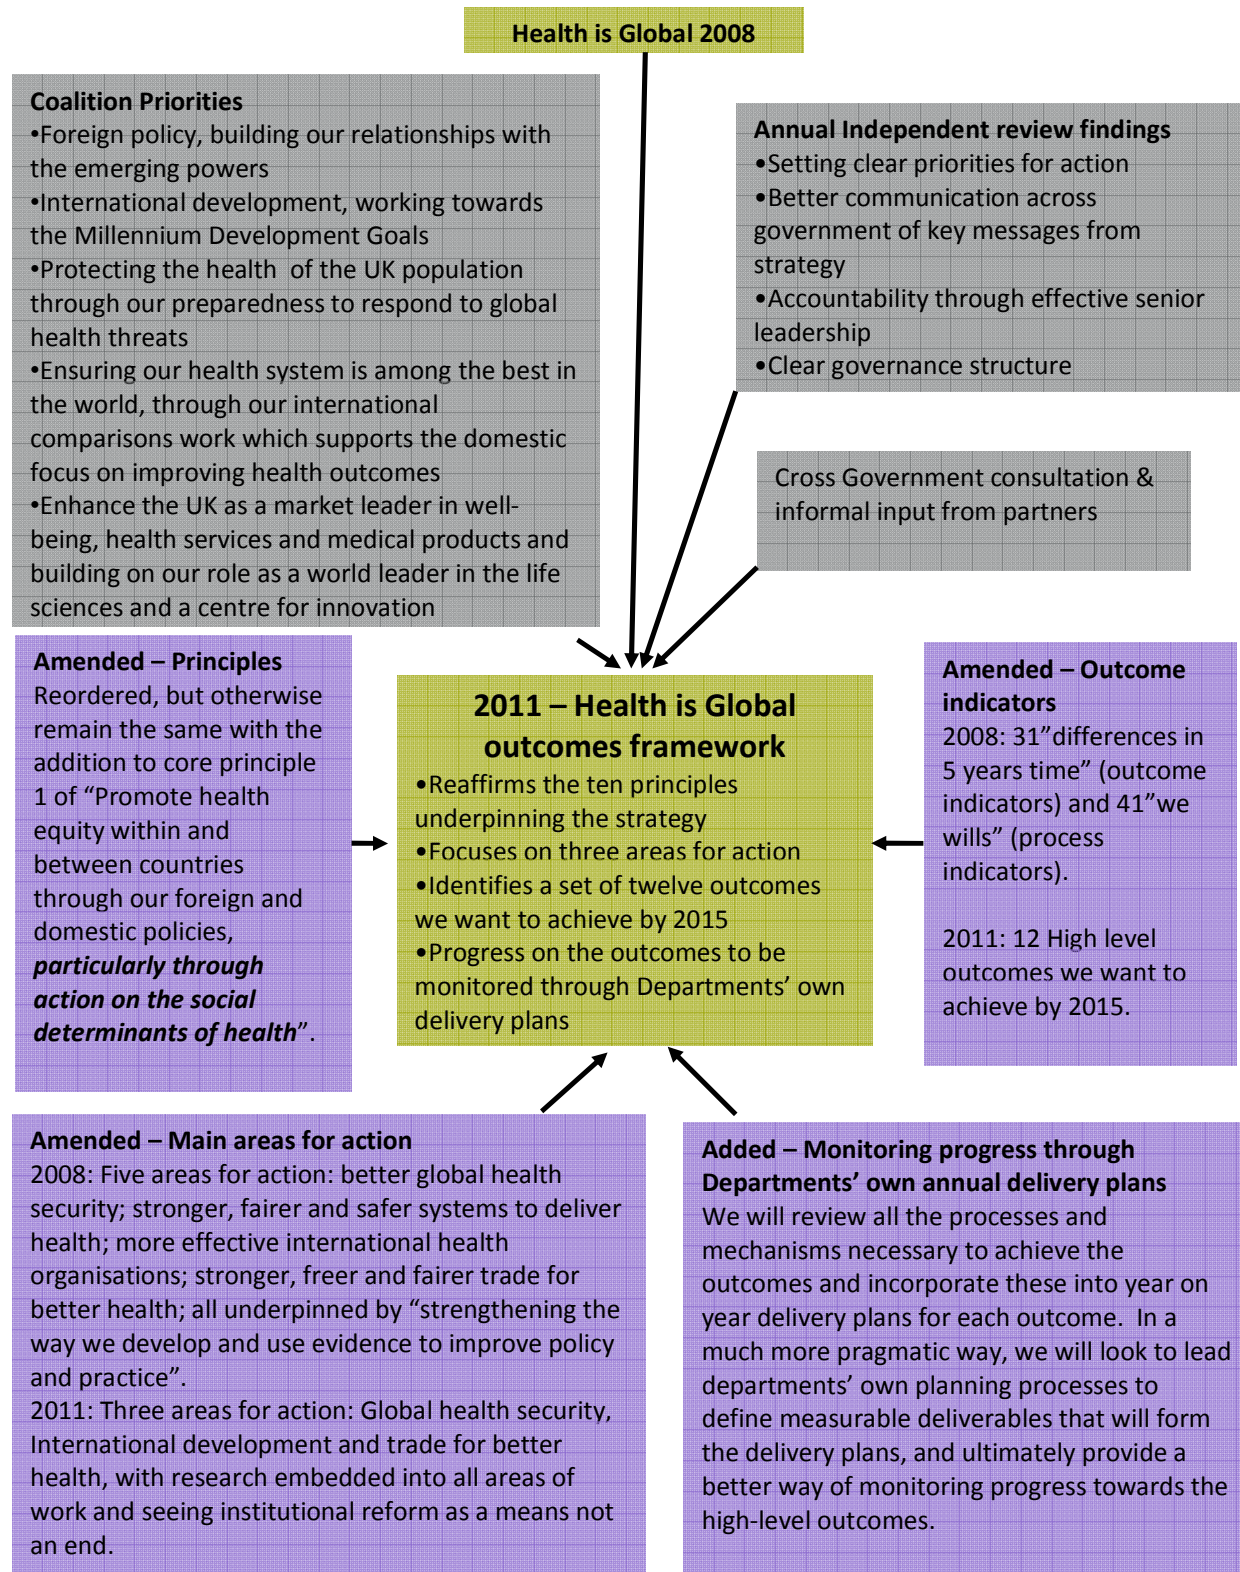 Health is Global 2008
Coalition Priorities
•Foreign policy, building our relationships with
the emerging powers
•International development, working towards
the Millennium Development Goals
•Protecting the health  of the UK population
through our preparedness to respond to global
health threats
•Ensuring our health system is among the best in
the world, through our international
comparisons work which supports the domestic
focus on improving health outcomes
•Enhance the UK as a market leader in well-
being, health services and medical products and
building on our role as a world leader in the life
sciences and a centre for innovation
Annual Independent review findings
•Setting clear priorities for action
•Better communication across
government of key messages from
strategy
•Accountability through effective senior
leadership
•Clear governance structure
Cross Government consultation &
informal input from partners
Amended – Principles
Reordered, but otherwise
remain the same with the
addition to core principle
1 of “Promote health
equity within and
between countries
through our foreign and
domestic policies,
particularly through
action on the social
determinants of health”.
2011 – Health is Global
outcomes framework
•Reaffirms the ten principles
underpinning the strategy
•Focuses on three areas for action
•Identifies a set of twelve outcomes
we want to achieve by 2015
•Progress on the outcomes to be
monitored through Departments’ own
delivery plans
Amended – Outcome
indicators
2008: 31”differences in
5 years time” (outcome
indicators) and 41”we
wills” (process
indicators).
2011: 12 High level
outcomes we want to
achieve by 2015.
Amended – Main areas for action
2008: Five areas for action: better global health
security; stronger, fairer and safer systems to deliver
health; more effective international health
organisations; stronger, freer and fairer trade for
better health; all underpinned by “strengthening the
way we develop and use evidence to improve policy
and practice”.
2011: Three areas for action: Global health security,
International development and trade for better
health, with research embedded into all areas of
work and seeing institutional reform as a means not
an end.
Added – Monitoring progress through
Departments’ own annual delivery plans
We will review all the processes and
mechanisms necessary to achieve the
outcomes and incorporate these into year on
year delivery plans for each outcome.  In a
much more pragmatic way, we will look to lead
departments’ own planning processes to
define measurable deliverables that will form
the delivery plans, and ultimately provide a
better way of monitoring progress towards the
high-level outcomes.